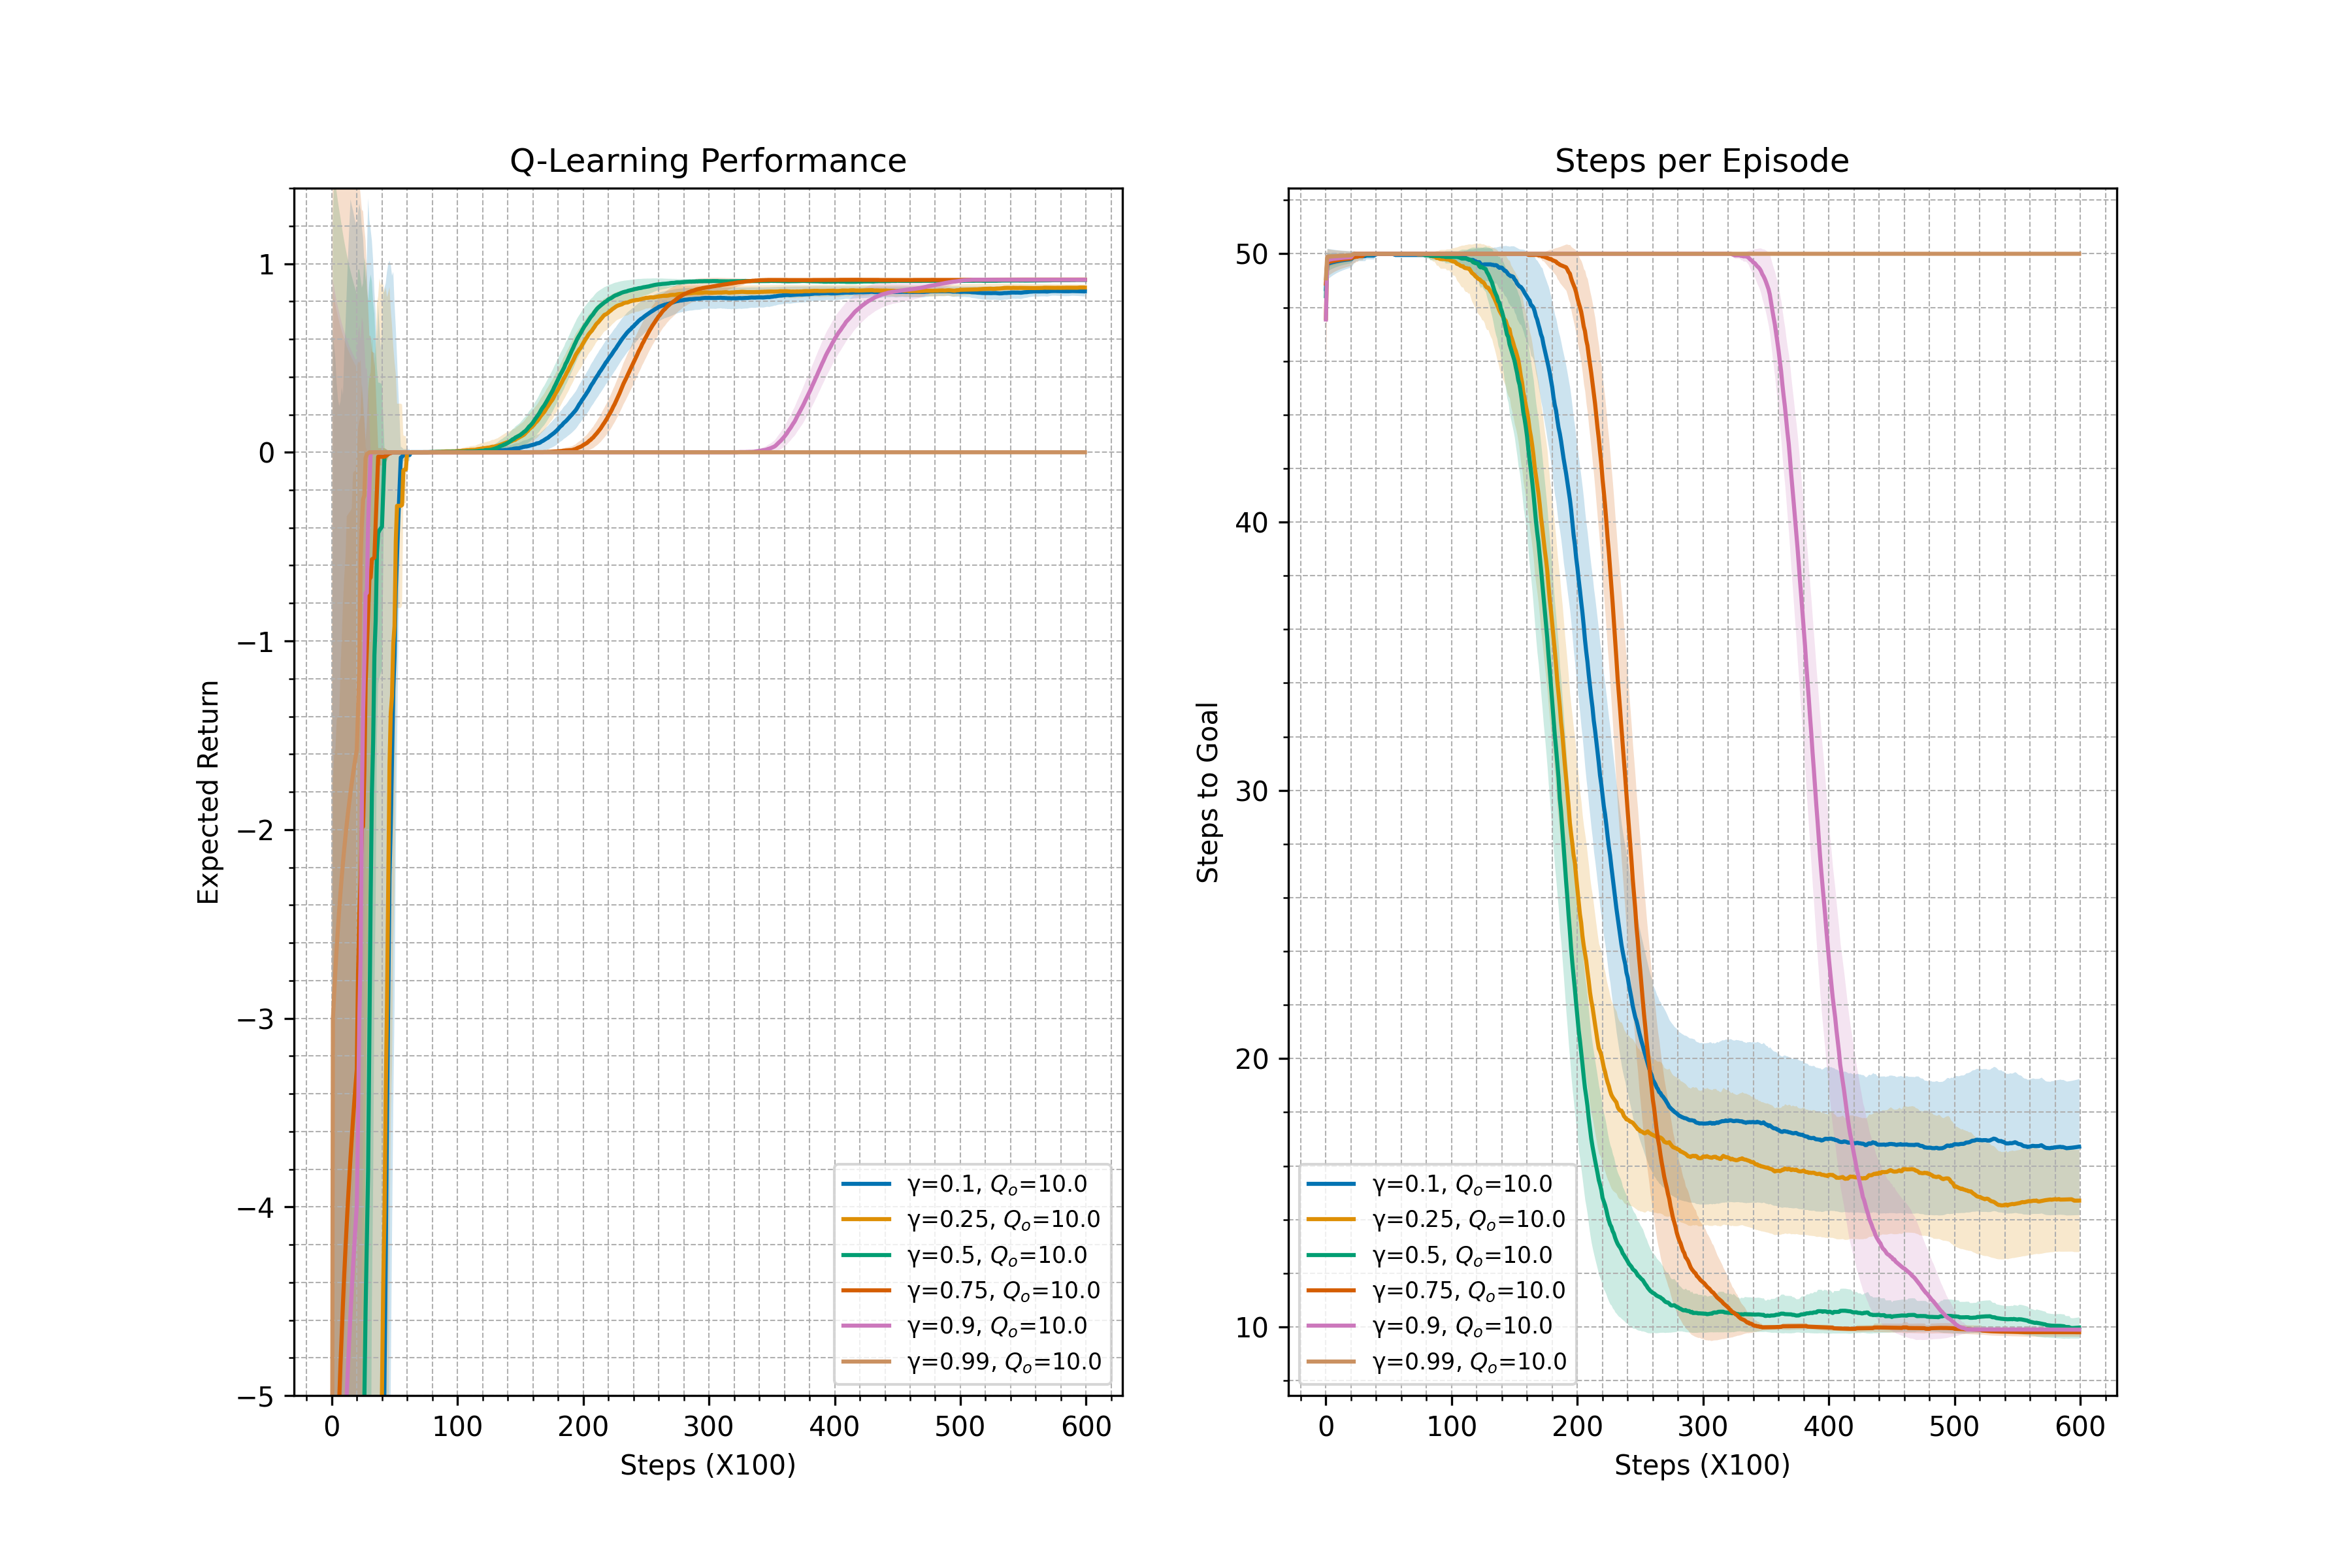 Q-Learning Performance
Expected Return
1
0
−1
−2
−3
−4
−5
0 100 200 300 400 500 600
Steps (X100)
γ=0.1, Qₒ=10.0
γ=0.25, Qₒ=10.0
γ=0.5, Qₒ=10.0
γ=0.75, Qₒ=10.0
γ=0.9, Qₒ=10.0
γ=0.99, Qₒ=10.0
Steps per Episode
Steps to Goal
50
40
30
20
10
0 100 200 300 400 500 600
Steps (X100)
γ=0.1, Qₒ=10.0
γ=0.25, Qₒ=10.0
γ=0.5, Qₒ=10.0
γ=0.75, Qₒ=10.0
γ=0.9, Qₒ=10.0
γ=0.99, Qₒ=10.0